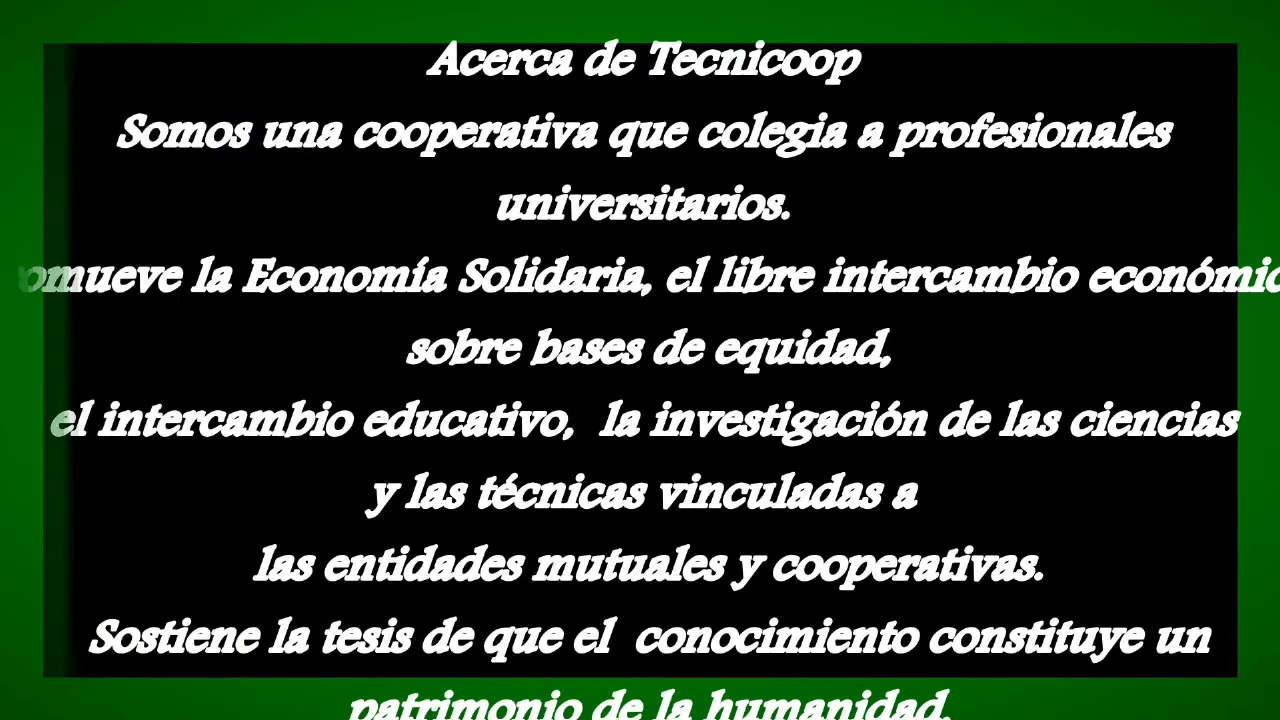 Acerca de Tecnicoop
Somos una cooperativa que colegia a profesionales
universitarios.
la Economía Solidaria, el libre intercambio
sobre bases de equidad,
el intercambio educativo, la investigación de las ciencias
y las técnicas vinculadas a
las entidades mutuales y cooperativas.
Sostiene la tesis de que el conocimiento constituye un
patrimonio de la humanidad.